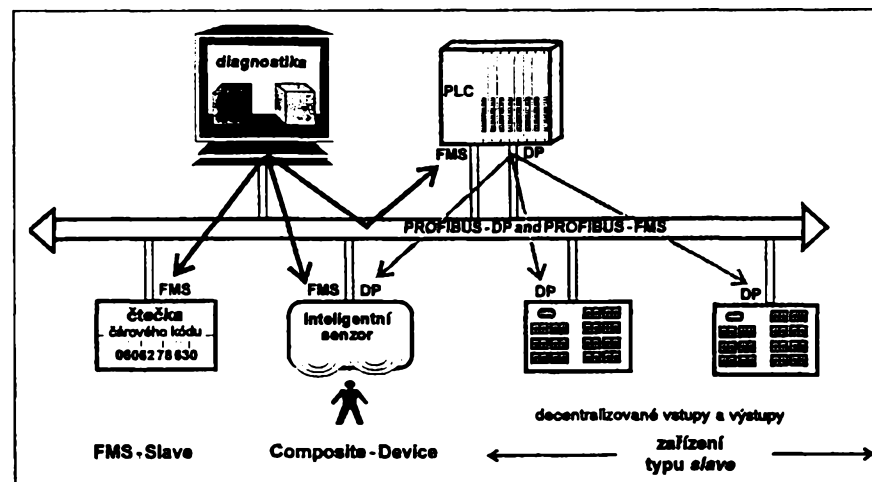 diagnostika
PLC
FMS DP
PROFIBUS - DP and PROFIBUS - FMS
FMS
FMS DP
DP
DP
čtečka
čárového kódu
inteligentní
senzor
decentralizované vstupy a výstupy
FMS - Slave
Composite - Device
zařízení
typu slave